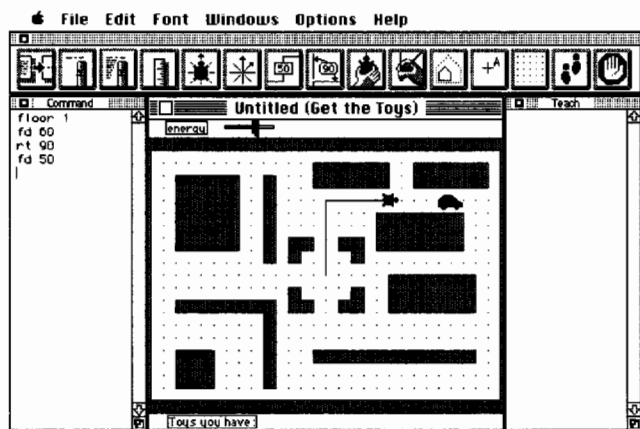 File Edit Font Windows Options Help
50
90
A
Command
Untitled (Get the Toys)
Teach
floor 1
fd 60
rt 90
fd 50
energy
Toys you have: